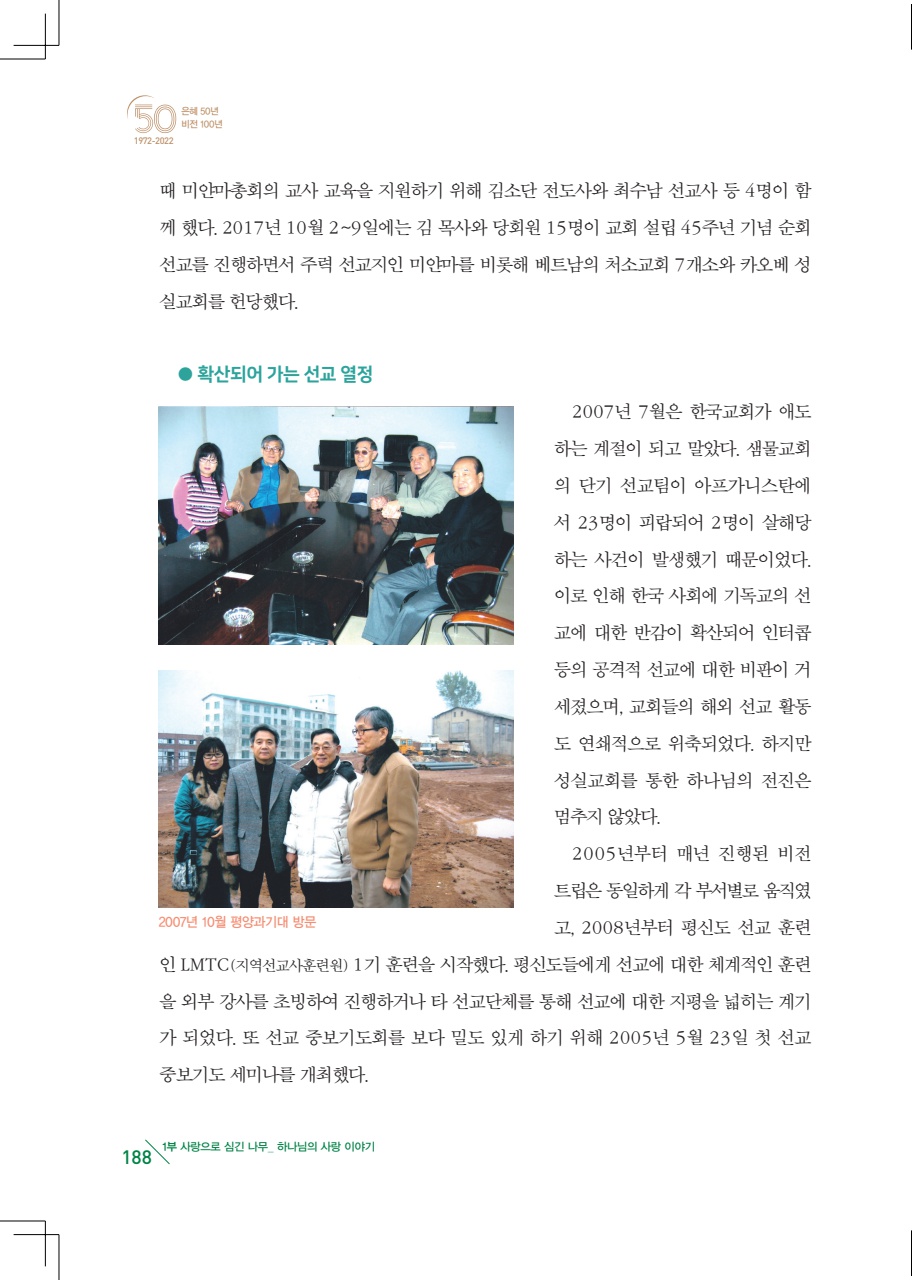 50 은혜 50년
비전 100년
1972-2022
때 미얀마총회의 교사 교육을 지원하기 위해 김소단 전도사와 최수남 선교사 등 4명이 함
께 했다. 2017년 10월 2~9일에는 김 목사와 당회원 15명이 교회 설립 45주년 기념 순회
선교를 진행하면서 주력 선교지인 미얀마를 비롯해 베트남의 처소교회 7개소와 카오베 성
실교회를 헌당했다.
● 확산되어 가는 선교 열정
2007년 7월은 한국교회가 애도
하는 계절이 되고 말았다. 샘물교회
의 단기 선교팀이 아프가니스탄에
서 23명이 피랍되어 2명이 살해당
하는 사건이 발생했기 때문이었다.
이로 인해 한국 사회에 기독교의 선
교에 대한 반감이 확산되어 인터콥
등의 공격적 선교에 대한 비판이 거
세졌으며, 교회들의 해외 선교 활동
도 연쇄적으로 위축되었다. 하지만
성실교회를 통한 하나님의 전진은
멈추지 않았다.
2005년부터 매년 진행된 비전
트립은 동일하게 각 부서별로 움직였
고, 2008년부터 평신도 선교 훈련
2007년 10월 평양과기대 방문
인 LMTC(지역선교사훈련원) 1기 훈련을 시작했다. 평신도들에게 선교에 대한 체계적인 훈련
을 외부 강사를 초빙하여 진행하거나 타 선교단체를 통해 선교에 대한 지평을 넓히는 계기
가 되었다. 또 선교 중보기도회를 보다 밀도 있게 하기 위해 2005년 5월 23일 첫 선교
중보기도 세미나를 개최했다.
188 1부 사랑으로 심긴 나무_ 하나님의 사랑 이야기